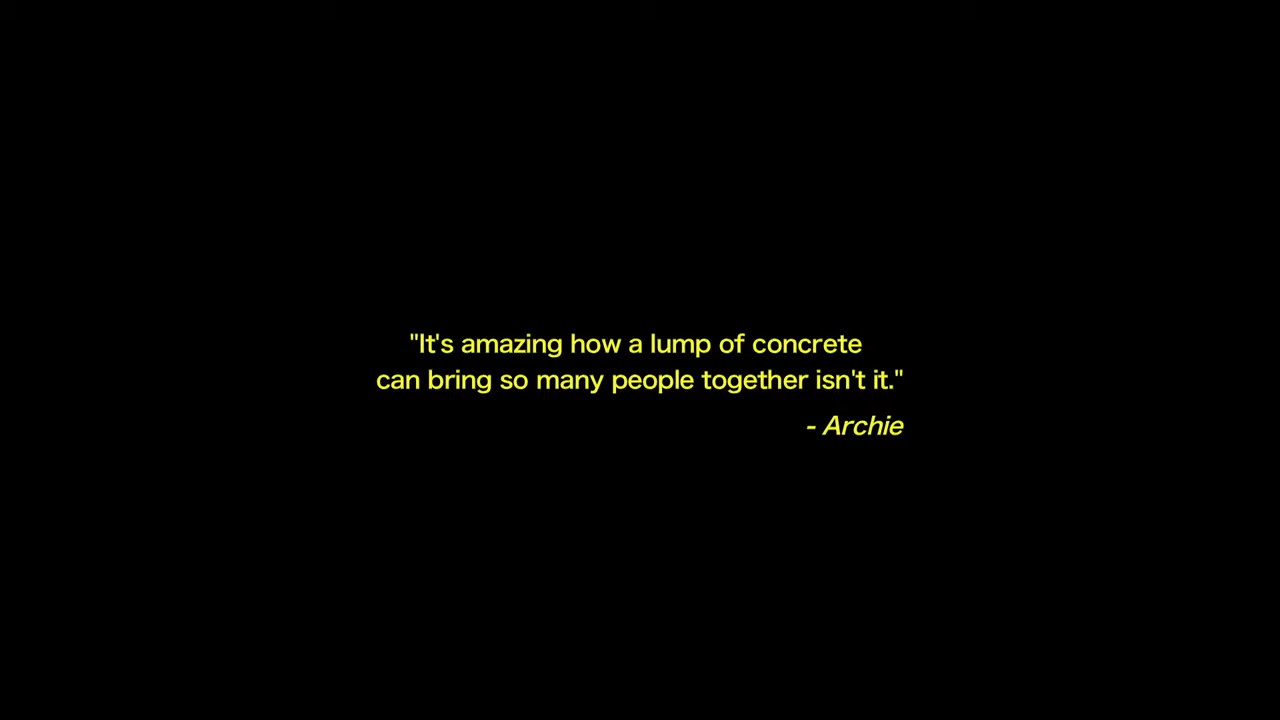 "It's amazing how a lump of concrete
can bring so many people together isn't it."
- Archie